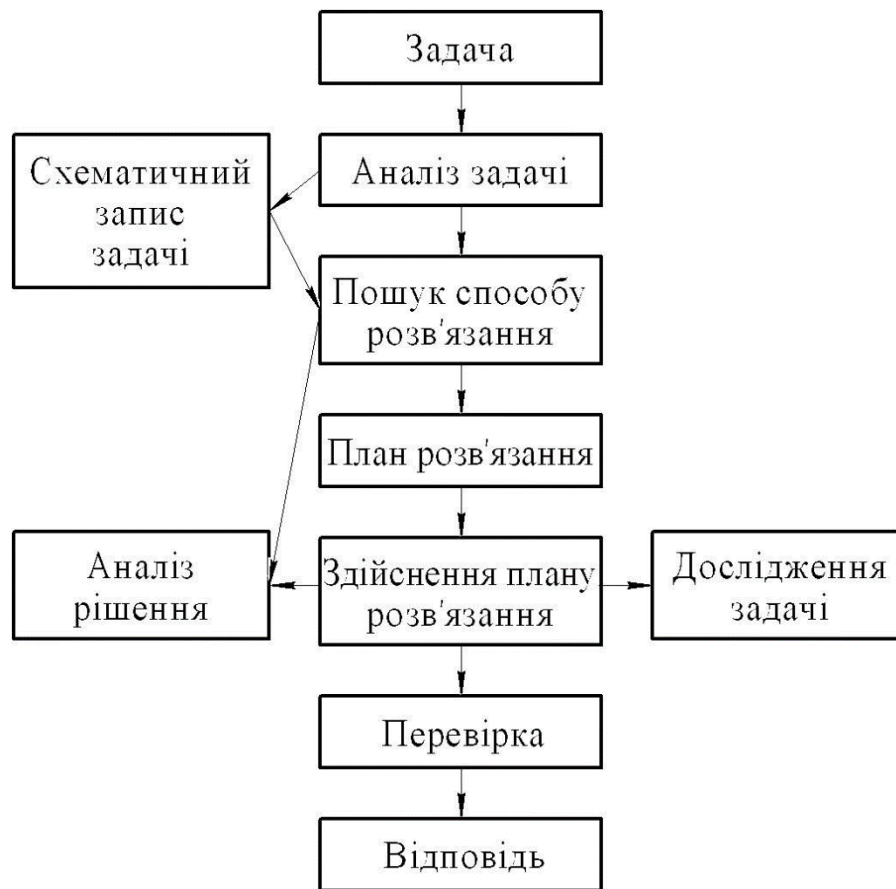 Задача
Схематичний
запис
задачі
Аналіз задачі
Пошук способу
розв'язання
План розв'язання
Аналіз
рішення
Здійснення плану
розв'язання
Дослідження
задачі
Перевірка
Відповідь